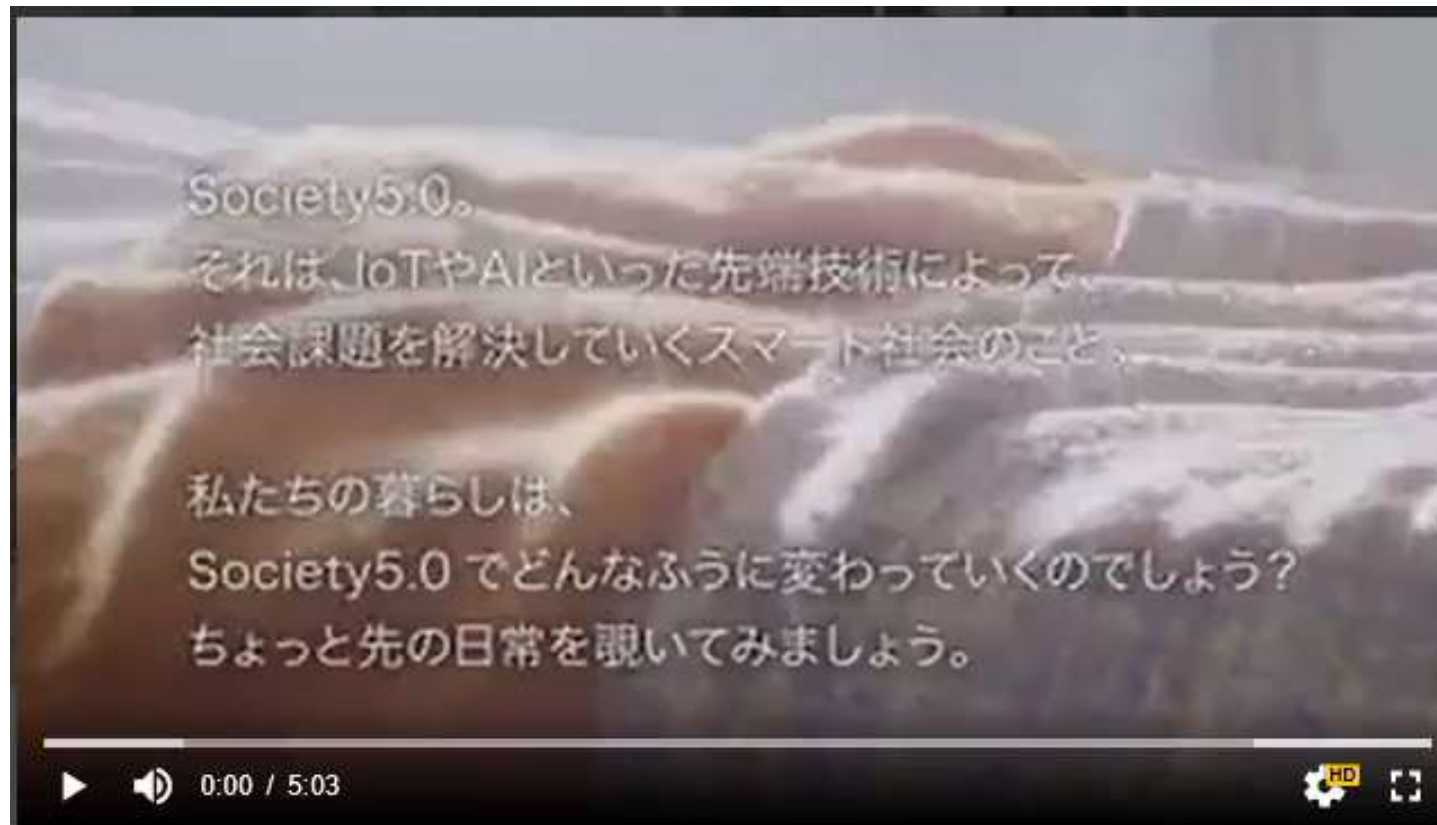 Society5.0。
それは、IoTやAIといった先端技術によって、
社会課題を解決していくスマート社会のこと。
私たちの暮らしは、
Society5.0 でどんなふうに変わっていくのでしょう?
ちょっと先の日常を覗いてみましょう。
0:00 / 5:03
HD